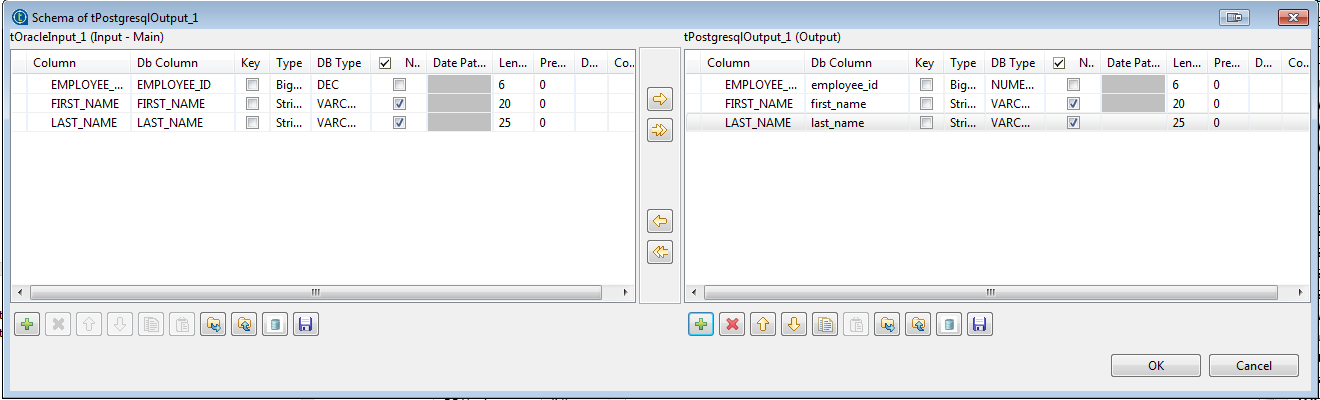 Schema of tPostgresqlOutput_1
tOracleInput_1 (Input - Main)
Column Db Column Key Type DB Type N.. Date Pat... Len... Pre... D... Co..
EMPLOYEE_... EMPLOYEE_ID Big... DEC 6 0
FIRST_NAME FIRST_NAME Stri... VARC... 20 0
LAST_NAME LAST_NAME Stri... VARC... 25 0
tPostgresqlOutput_1 (Output)
Column Db Column Key Type DB Type N.. Date Pat... Len... Pre... D... Co..
EMPLOYEE_... employee_id Big... NUME... 6 0
FIRST_NAME first_name Stri... VARC... 20 0
LAST_NAME last_name Stri... VARC... 25 0
OK Cancel